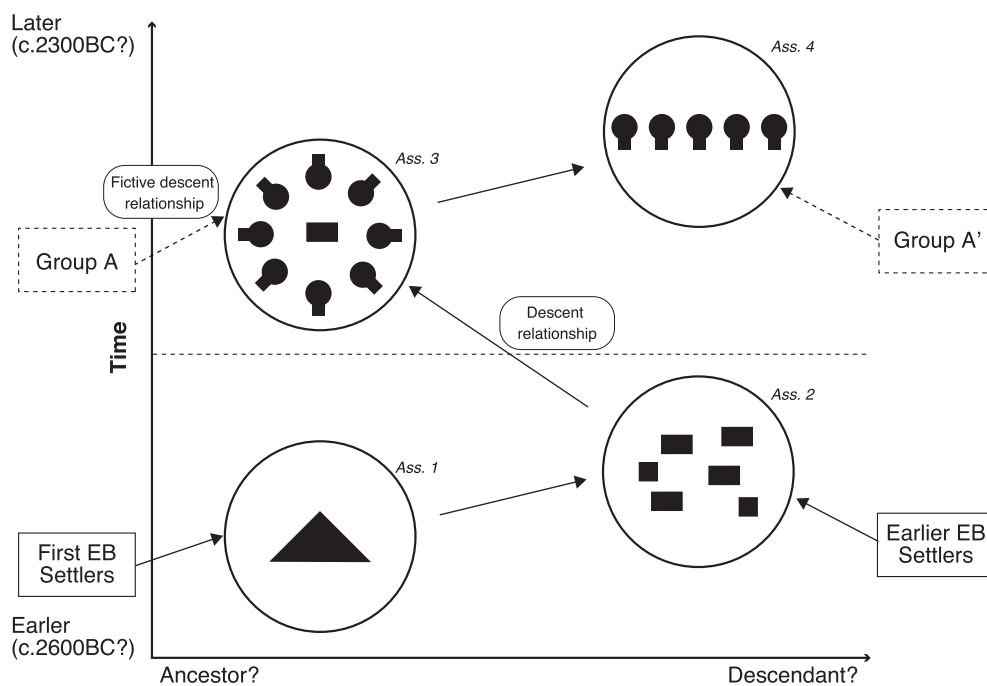 Later
(c.2300BC?)
Ass. 4
Ass. 3
Fictive descent
relationship
Group A
Group A’
Descent
relationship
Time
Ass. 2
Ass. 1
First EB
Settlers
Earlier EB
Settlers
Earler
(c.2600BC?)
Ancestor?
Descendant?